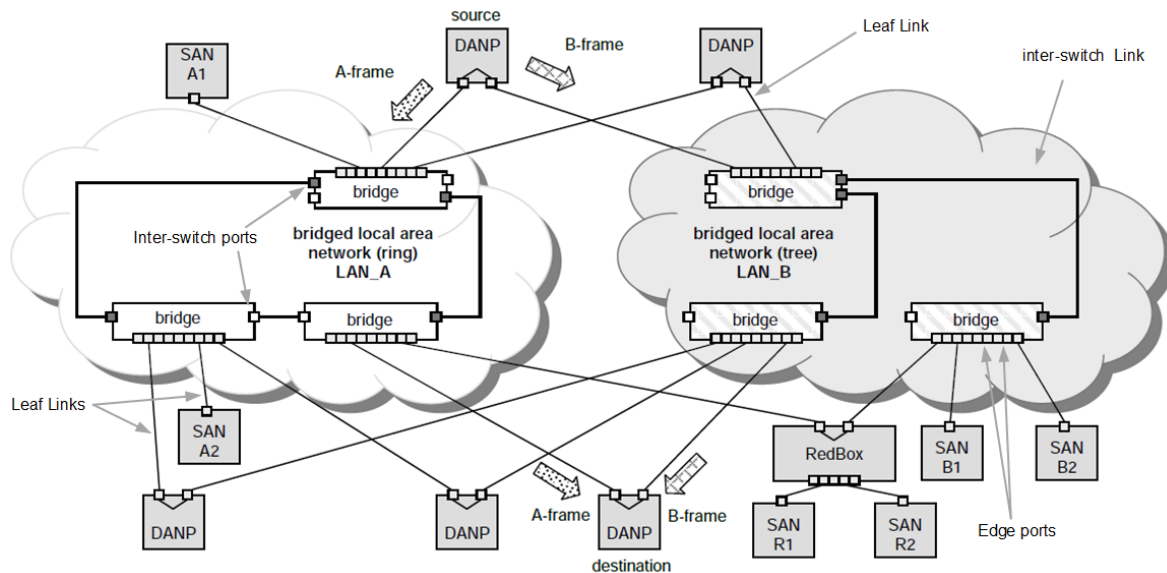 source
DANP
B-frame
DANP
Leaf Link
SAN
A1
A-frame
inter-switch Link
bridge
bridge
Inter-switch ports
bridged local area
network (ring)
LAN_A
bridged local area
network (tree)
LAN_B
bridge
bridge
bridge
bridge
Leaf Links
SAN
A2
RedBox
SAN
B1
SAN
B2
DANP
DANP
A-frame
DANP
B-frame
destination
SAN
R1
SAN
R2
Edge ports